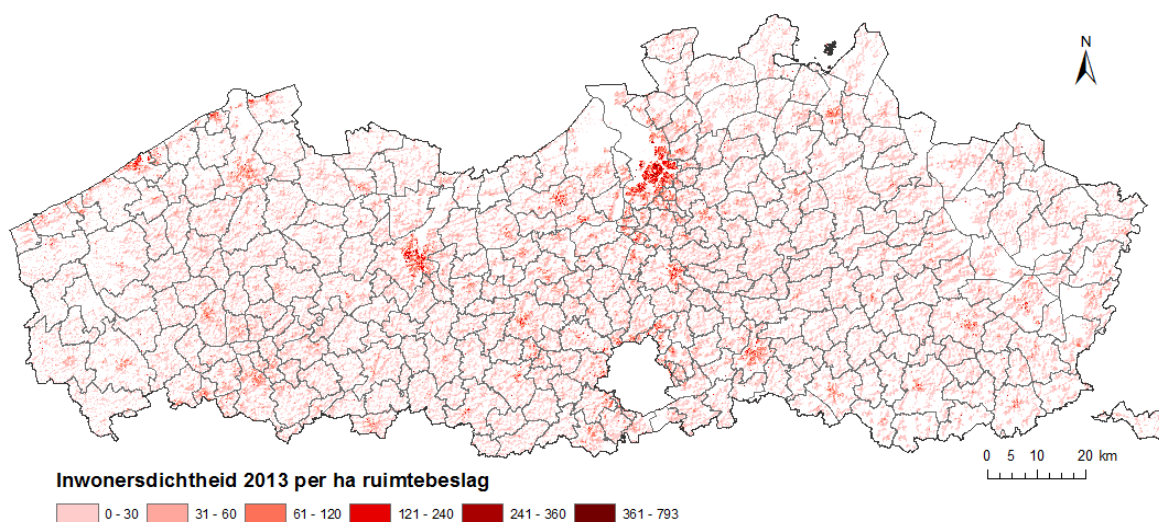 N
0 5 10 20 km
Inwonersdichtheid 2013 per ha ruimtebeslag
0 - 30 31 - 60 61 - 120 121 - 240 241 - 360 361 - 793